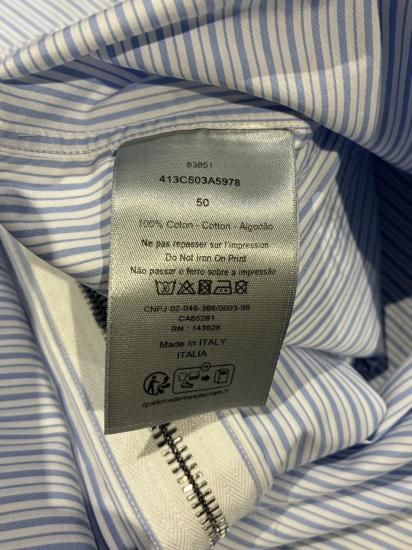 83851
413C503A5978
50
100% Coton - Cotton - Algodão
Ne pas repasser sur l'impression
Do Not Iron On Print
Não passar o ferro sobre a impressão
CNPJ 02-046-366/0003-99
CA55281
RN : 143628
Made In ITALY
ITALIA
FR
quefairedemesdechets.fr